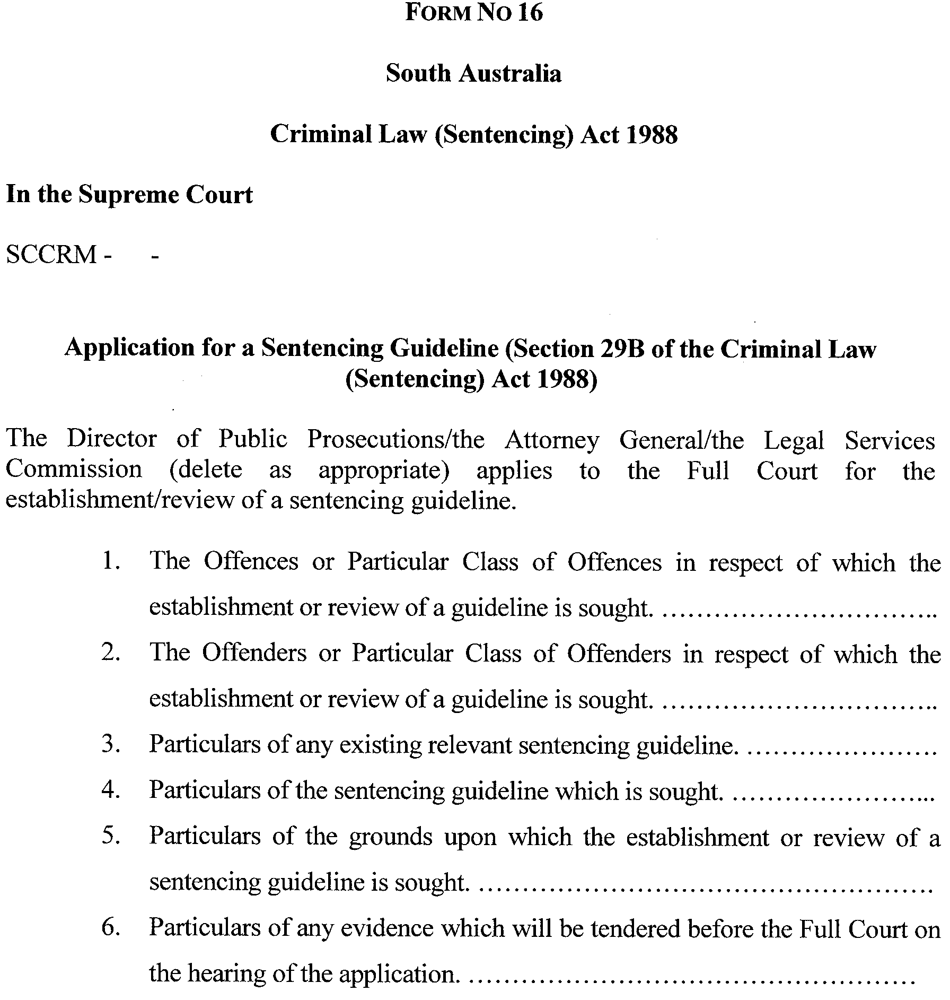 FORM NO 16
South Australia
Criminal Law (Sentencing) Act 1988
In the Supreme Court
SCCRM - -
Application for a Sentencing Guideline (Section 29B of the Criminal Law
(Sentencing) Act 1988)
The Director of Public Prosecutions/the Attorney General/the Legal Services
Commission (delete as appropriate) applies to the Full Court for the
establishment/review of a sentencing guideline.
1. The Offences or Particular Class of Offences in respect of which the
establishment or review of a guideline is sought. ................................
2. The Offenders or Particular Class of Offenders in respect of which the
establishment or review of a guideline is sought. ................................
3. Particulars of any existing relevant sentencing guideline. ......................
4. Particulars of the sentencing guideline which is sought. ........................
5. Particulars of the grounds upon which the establishment or review of a
sentencing guideline is sought. ....................................................
6. Particulars of any evidence which will be tendered before the Full Court on
the hearing of the application. ...................................................